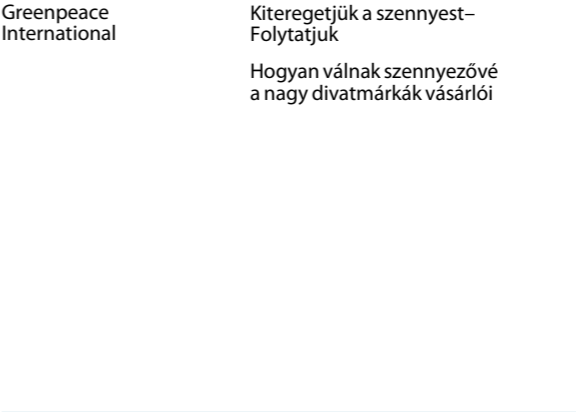 Greenpeace
International
Kiteregetjük a szennyest–
Folytatjuk
Hogyan válnak szennyezővé
a nagy divatmárkák vásárlói